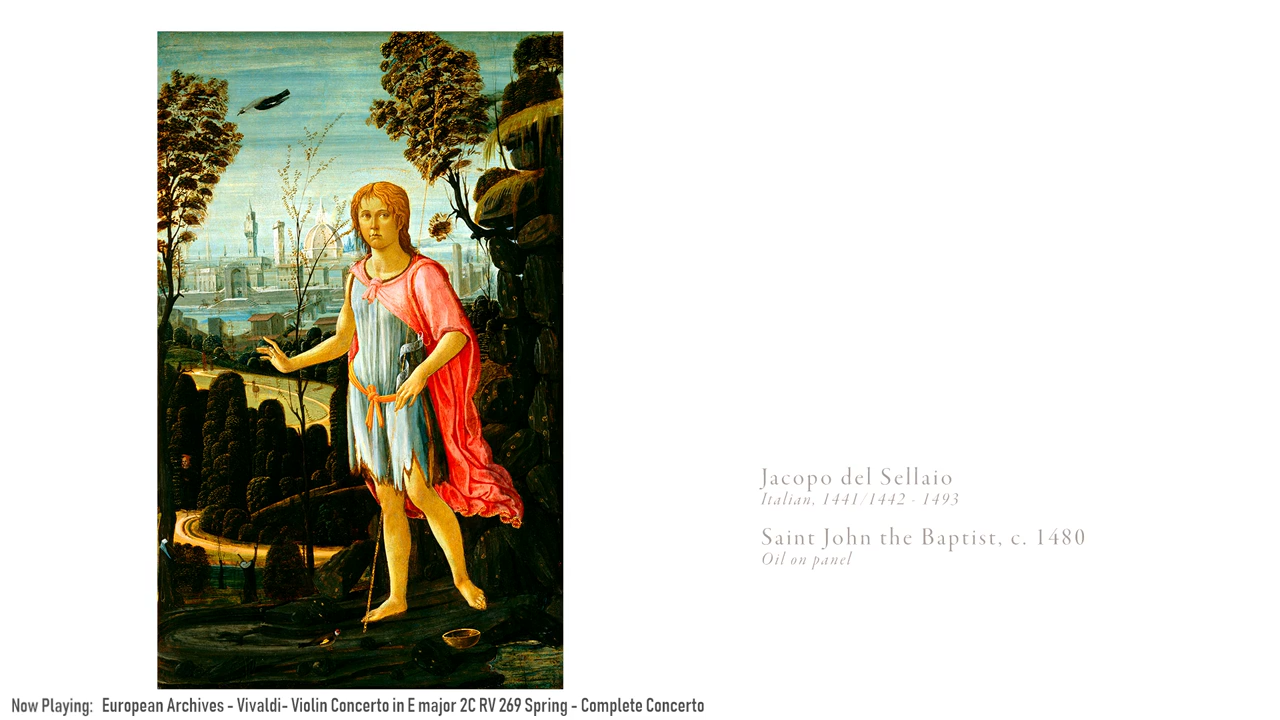 Jacopo del Sellaio
Italian, 1441/1442 - 1493
Saint John the Baptist, c. 1480
Oil on panel
Now Playing: European Archives - Vivaldi- Violin Concerto in E major 2C RV 269 Spring - Complete Concerto